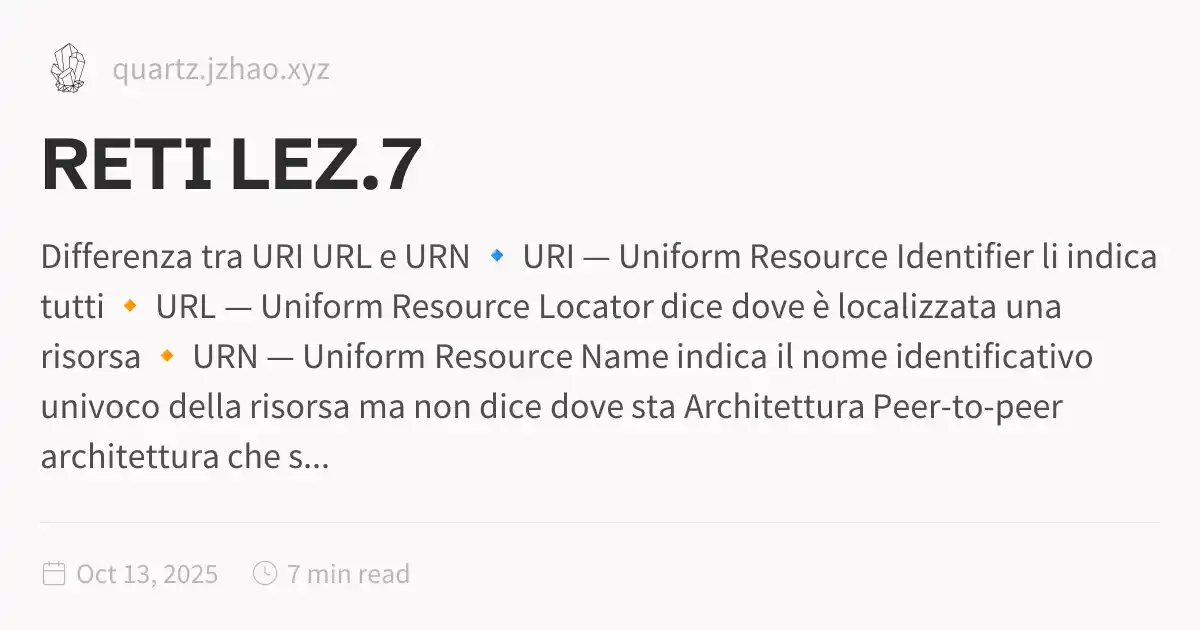 quartz.jzhao.xyz
RETI LEZ.7
Differenza tra URI URL e URN 🔹 URI — Uniform Resource Identifier li indica
tutti 🔸 URL — Uniform Resource Locator dice dove è localizzata una
risorsa 🔸 URN — Uniform Resource Name indica il nome identificativo
univoco della risorsa ma non dice dove sta Architettura Peer-to-peer
architettura che s...
Oct 13, 2025 7 min read